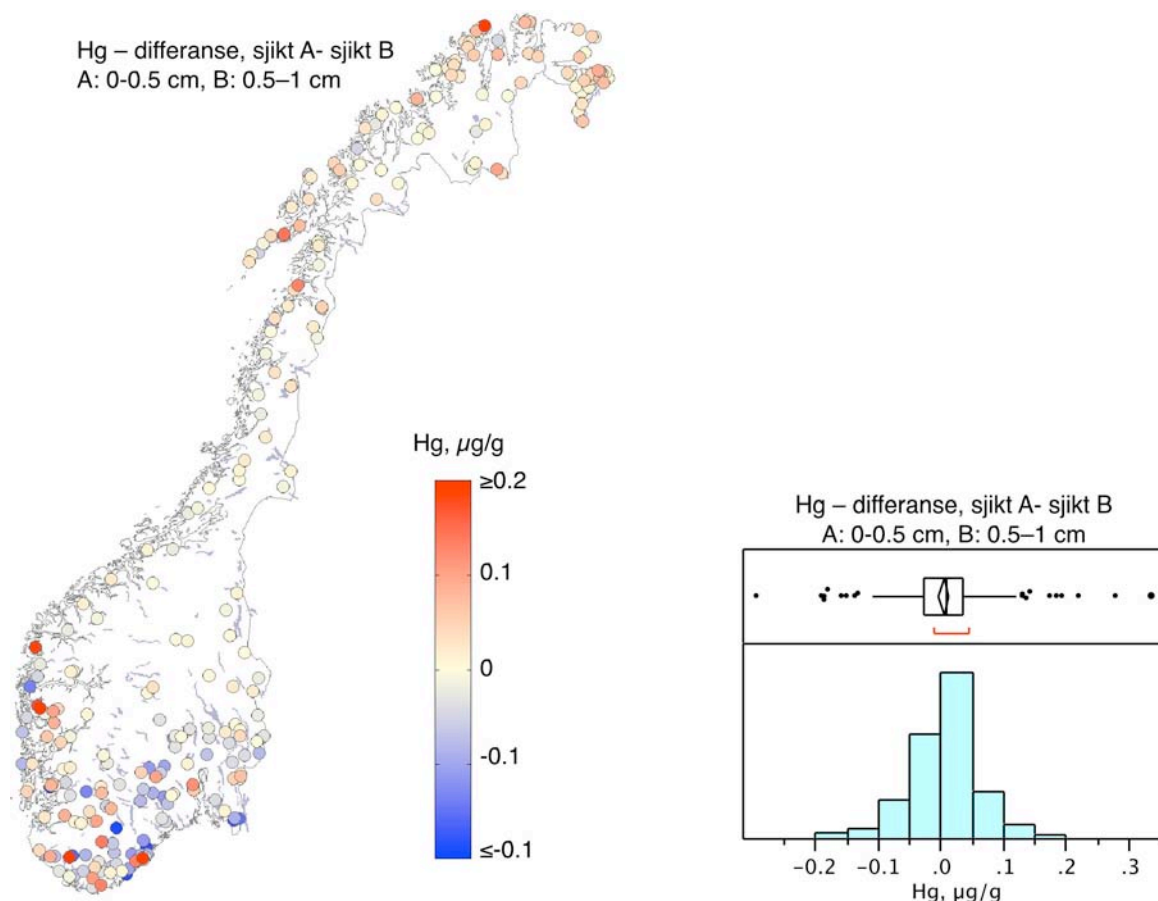 Hg – differanse, sjikt A- sjikt B
A: 0-0.5 cm, B: 0.5–1 cm
Hg, µg/g
≥0.2
0.1
0
-0.1
≤-0.1
Hg – differanse, sjikt A- sjikt B
A: 0-0.5 cm, B: 0.5–1 cm
-0.2 -0.1 .0 .1 .2 .3
Hg, µg/g